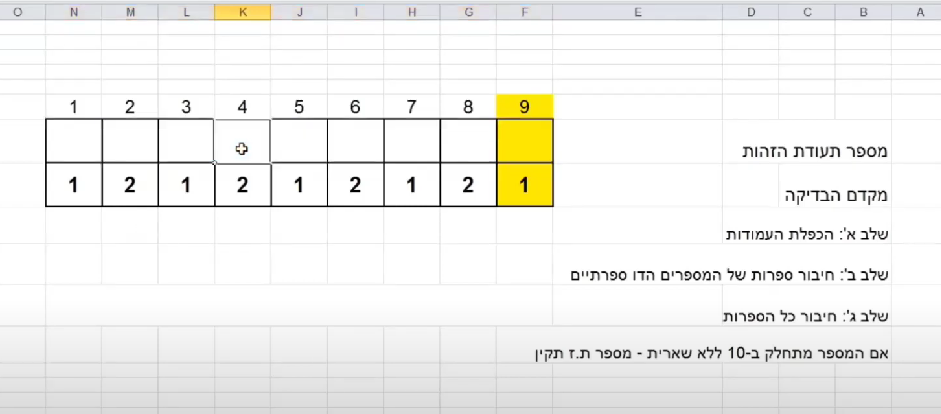 O N M L K J I H G F E D C B A
1 2 3 4 5 6 7 8 9
מספר תעודת הזהות
1 2 1 2 1 2 1 2 1
מקדם הבדיקה
שלב א': הכפלת העמודות
שלב ב': חיבור ספרות של המספרים הדו ספרתיים
שלב ג': חיבור כל הספרות
אם המספר מתחלק ב-10 ללא שארית - מספר ת.ז תקין